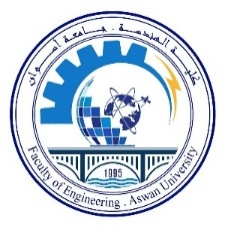 كلية الهندسة . جامعة أسوان
1995
Faculty of Engineering . Aswan University